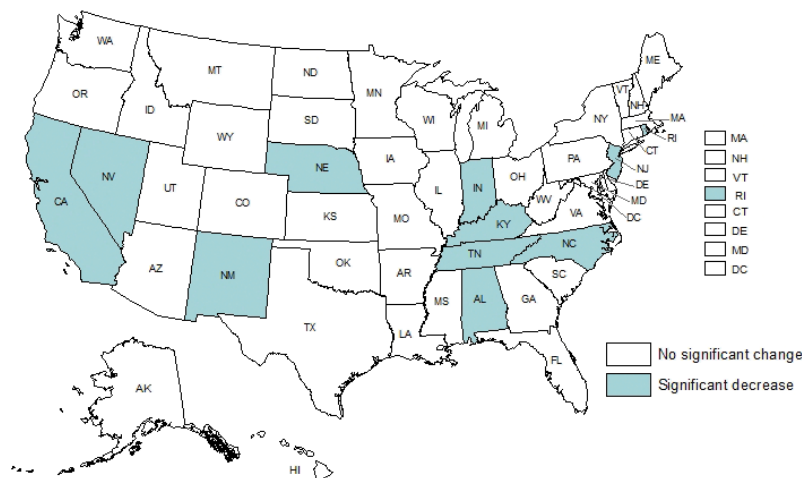 WA
OR
CA
NV
ID
MT
WY
UT
AZ
CO
NM
ND
SD
NE
KS
OK
TX
MN
IA
MO
AR
LA
WI
IL
MI
IN
OH
KY
TN
MS
AL
GA
FL
SC
NC
VA
WV
PA
NY
VT
NH
ME
MA
RI
CT
NJ
DE
MD
DC
AK
HI
MA
NH
VT
RI
CT
DE
MD
DC
No significant change
Significant decrease